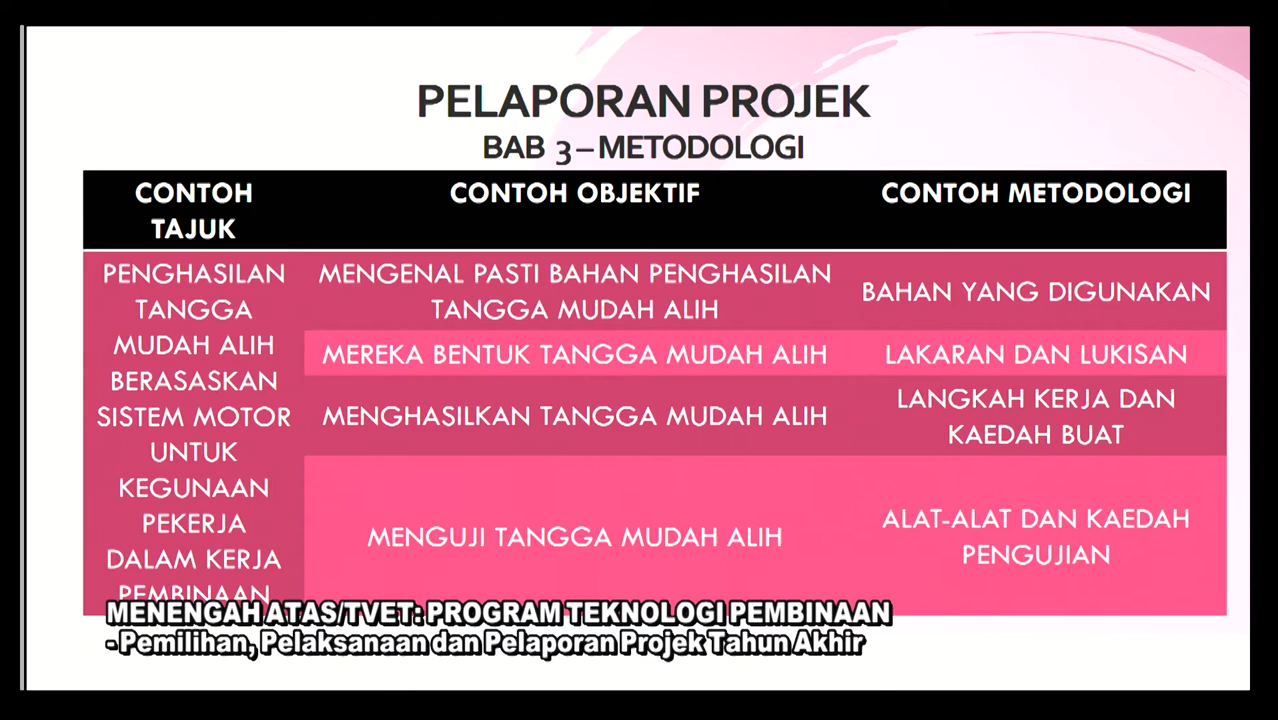 PELAPORAN PROJEK
BAB 3 – METODOLOGI
CONTOH
TAJUK
CONTOH OBJEKTIF
CONTOH METODOLOGI
PENGHASILAN
TANGGA
MUDAH ALIH
BERASASKAN
SISTEM MOTOR
UNTUK
KEGUNAAN
PEKERJA
DALAM KERJA
PEMBINAAN
MENGENAL PASTI BAHAN PENGHASILAN
TANGGA MUDAH ALIH
BAHAN YANG DIGUNAKAN
MEREKA BENTUK TANGGA MUDAH ALIH
LAKARAN DAN LUKISAN
MENGHASILKAN TANGGA MUDAH ALIH
LANGKAH KERJA DAN
KAEDAH BUAT
MENGUJI TANGGA MUDAH ALIH
ALAT-ALAT DAN KAEDAH
PENGUJIAN
MENENGAH ATAS/TVET: PROGRAM TEKNOLOGI PEMBINAAN
- Pemilihan, Pelaksanaan dan Pelaporan Projek Tahun Akhir